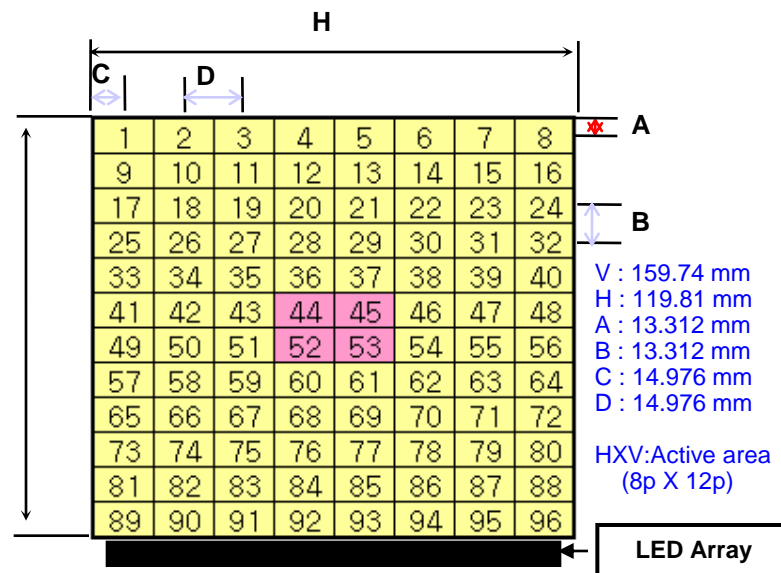 H
C D
A
1 2 3 4 5 6 7 8
9 10 11 12 13 14 15 16
17 18 19 20 21 22 23 24
B
25 26 27 28 29 30 31 32
33 34 35 36 37 38 39 40
41 42 43 44 45 46 47 48
49 50 51 52 53 54 55 56
57 58 59 60 61 62 63 64
65 66 67 68 69 70 71 72
73 74 75 76 77 78 79 80
81 82 83 84 85 86 87 88
89 90 91 92 93 94 95 96
V : 159.74 mm
H : 119.81 mm
A : 13.312 mm
B : 13.312 mm
C : 14.976 mm
D : 14.976 mm
HXV:Active area
(8p X 12p)
LED Array